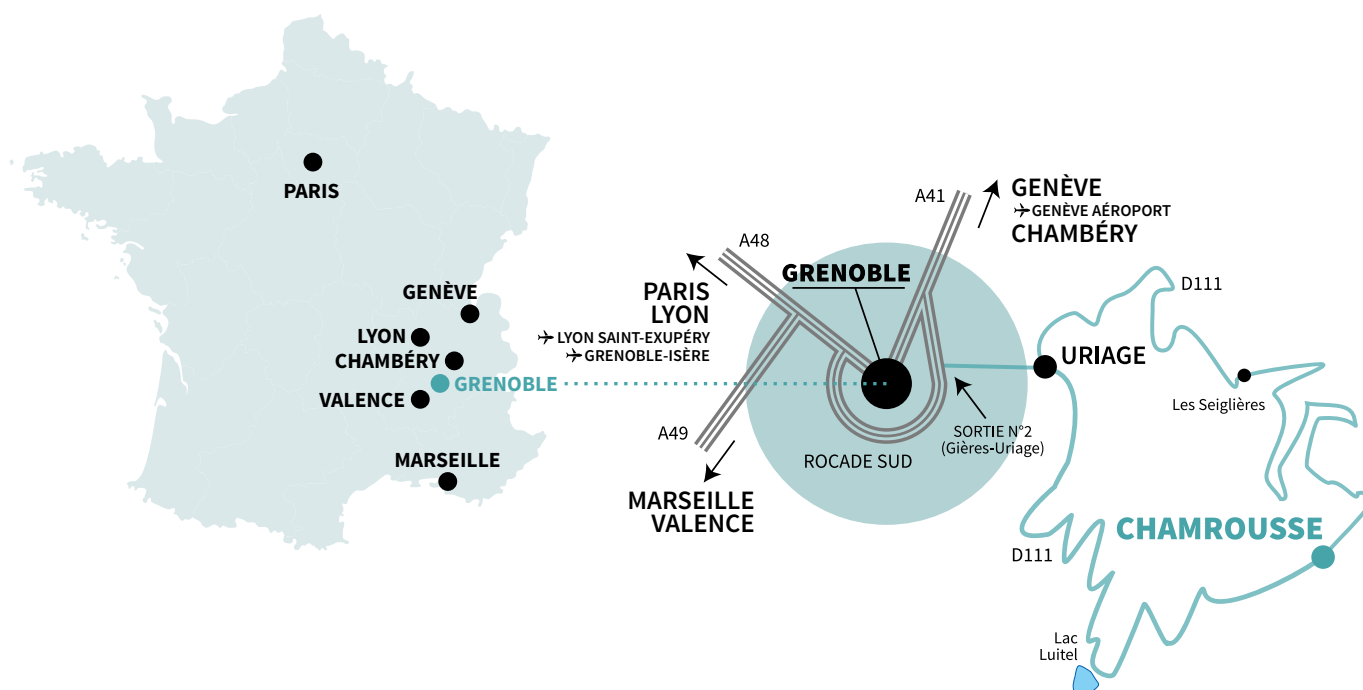 PARIS
GENÈVE
LYON
CHAMBÉRY
GRENOBLE
VALENCE
MARSEILLE
A41
GENÈVE
GENÈVE AÉROPORT
CHAMBÉRY
A48
GRENOBLE
PARIS
LYON
LYON SAINT-EXUPÉRY
GRENOBLE-ISÈRE
A49
MARSEILLE
VALENCE
ROCADE SUD
SORTIE N°2
(Gières-Uriage)
D111
URIAGE
Les Seiglières
CHAMROUSSE
D111
Lac
Luitel